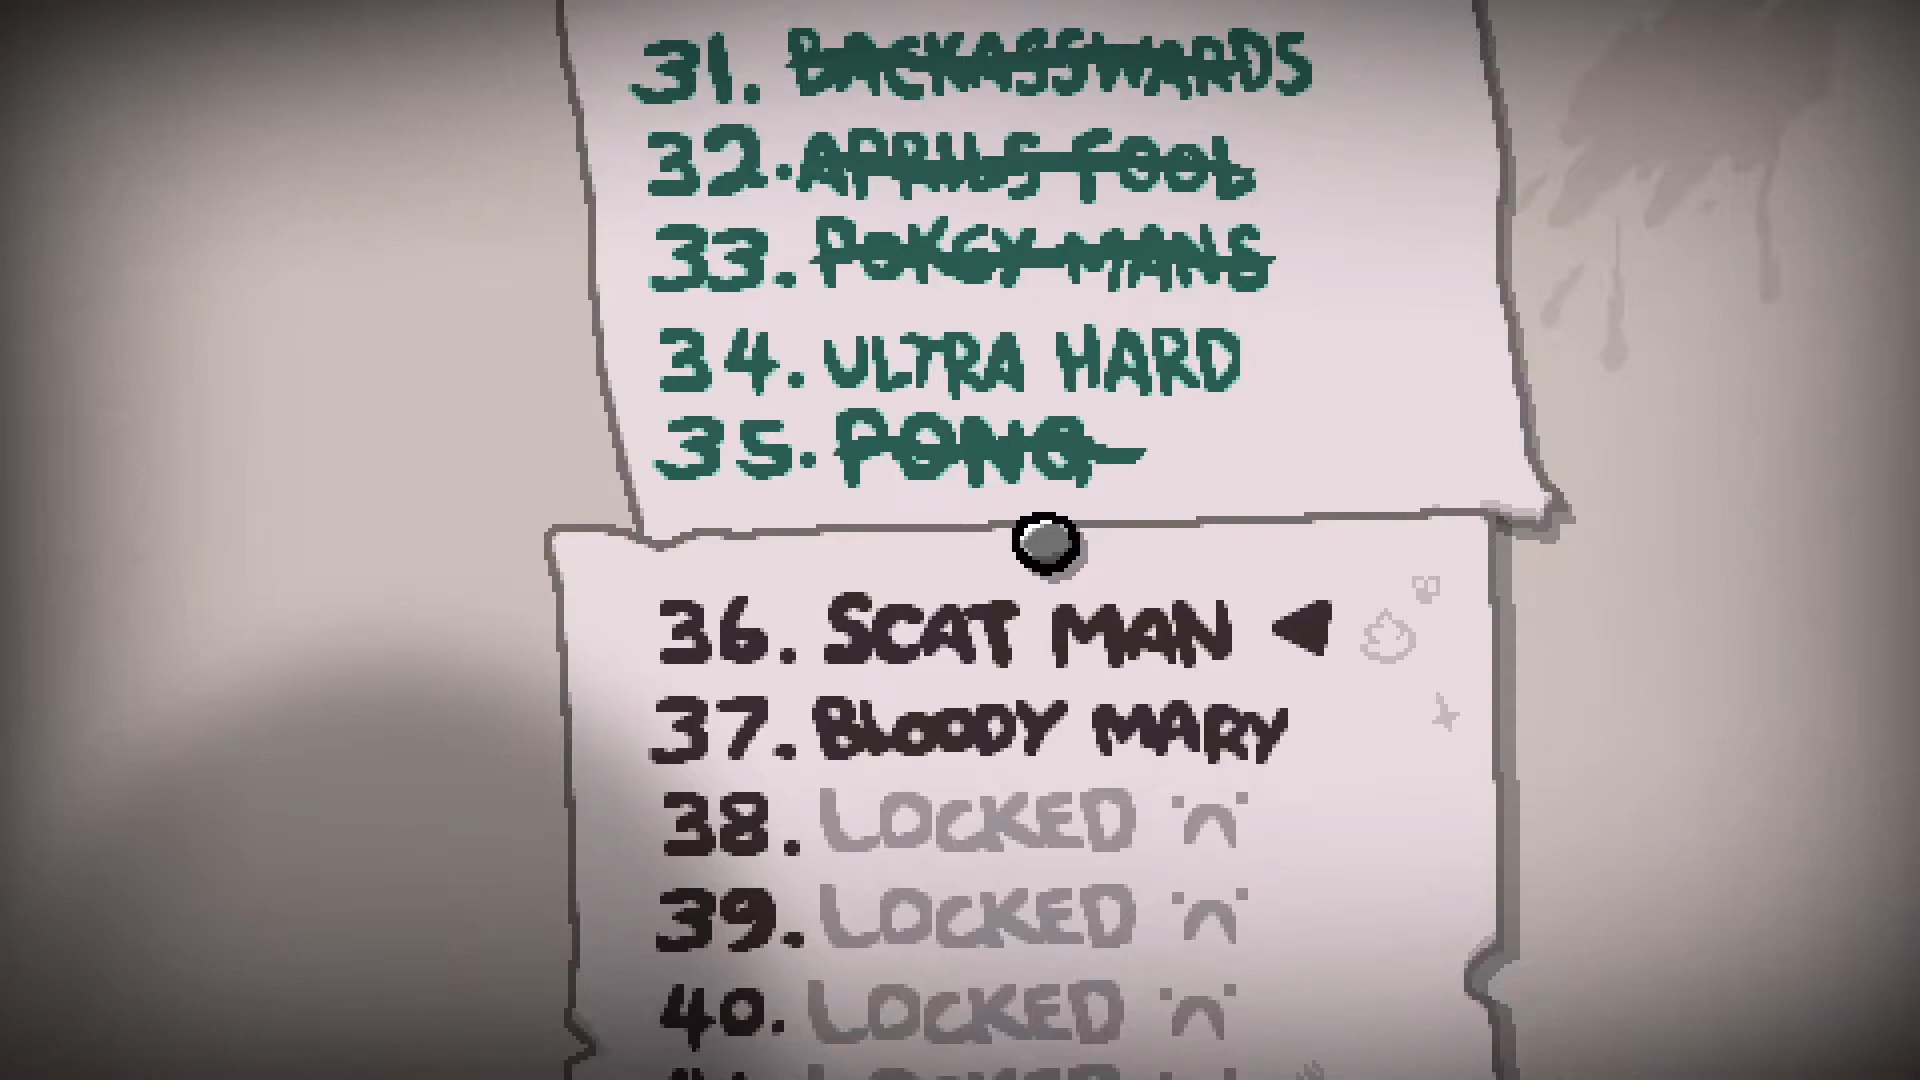 31. BACKASSWARDS
32. APRILS FOOL
33. POKEY MANS
34. ULTRA HARD
35. PONG
36. SCAT MAN
37. BLOODY MARY
38. LOCKED
39. LOCKED
40. LOCKED
LOCKED